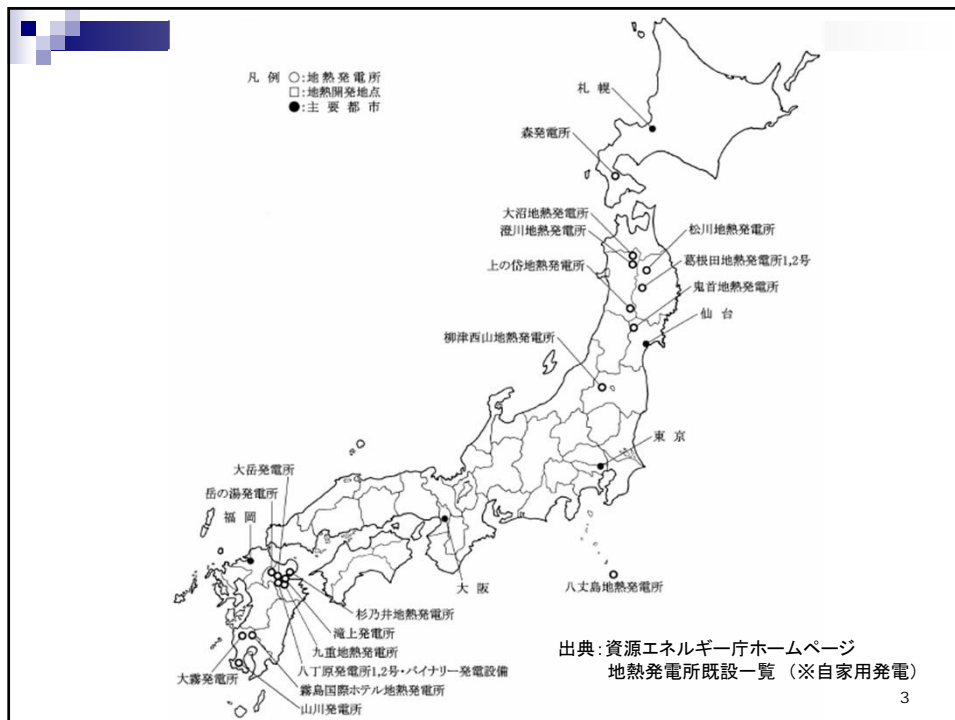 凡例 ○:地熱発電所
□:地熱開発地点
●:主要都市
札幌
森発電所
大沼地熱発電所
澄川地熱発電所
松川地熱発電所
上の岱地熱発電所
葛根田地熱発電所1,2号
鬼首地熱発電所
仙台
柳津西山地熱発電所
東京
大岳発電所
岳の湯発電所
福岡
大阪
八丈島地熱発電所
杉乃井地熱発電所
滝上発電所
九重地熱発電所
八丁原発電所1,2号・バイナリー発電設備
大霧発電所
霧島国際ホテル地熱発電所
山川発電所
出典:資源エネルギー庁ホームページ
地熱発電所既設一覧 (※自家用発電)
3